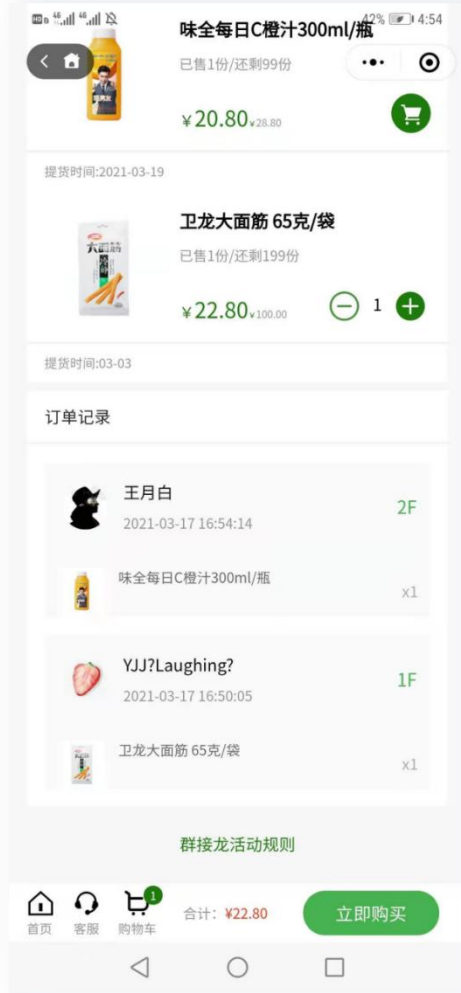 42% 4:54
味全每日C橙汁300ml/瓶
已售1份/还剩99份
¥20.80 ¥28.80
提货时间:2021-03-19
卫龙大面筋 65克/袋
已售1份/还剩199份
¥22.80 ¥100.00
1
提货时间:03-03
订单记录
王月白
2F
2021-03-17 16:54:14
味全每日C橙汁300ml/瓶
x1
YJJ?Laughing?
1F
2021-03-17 16:50:05
卫龙大面筋 65克/袋
x1
群接龙活动规则
1
合计: ¥22.80
立即购买
首页 客服 购物车